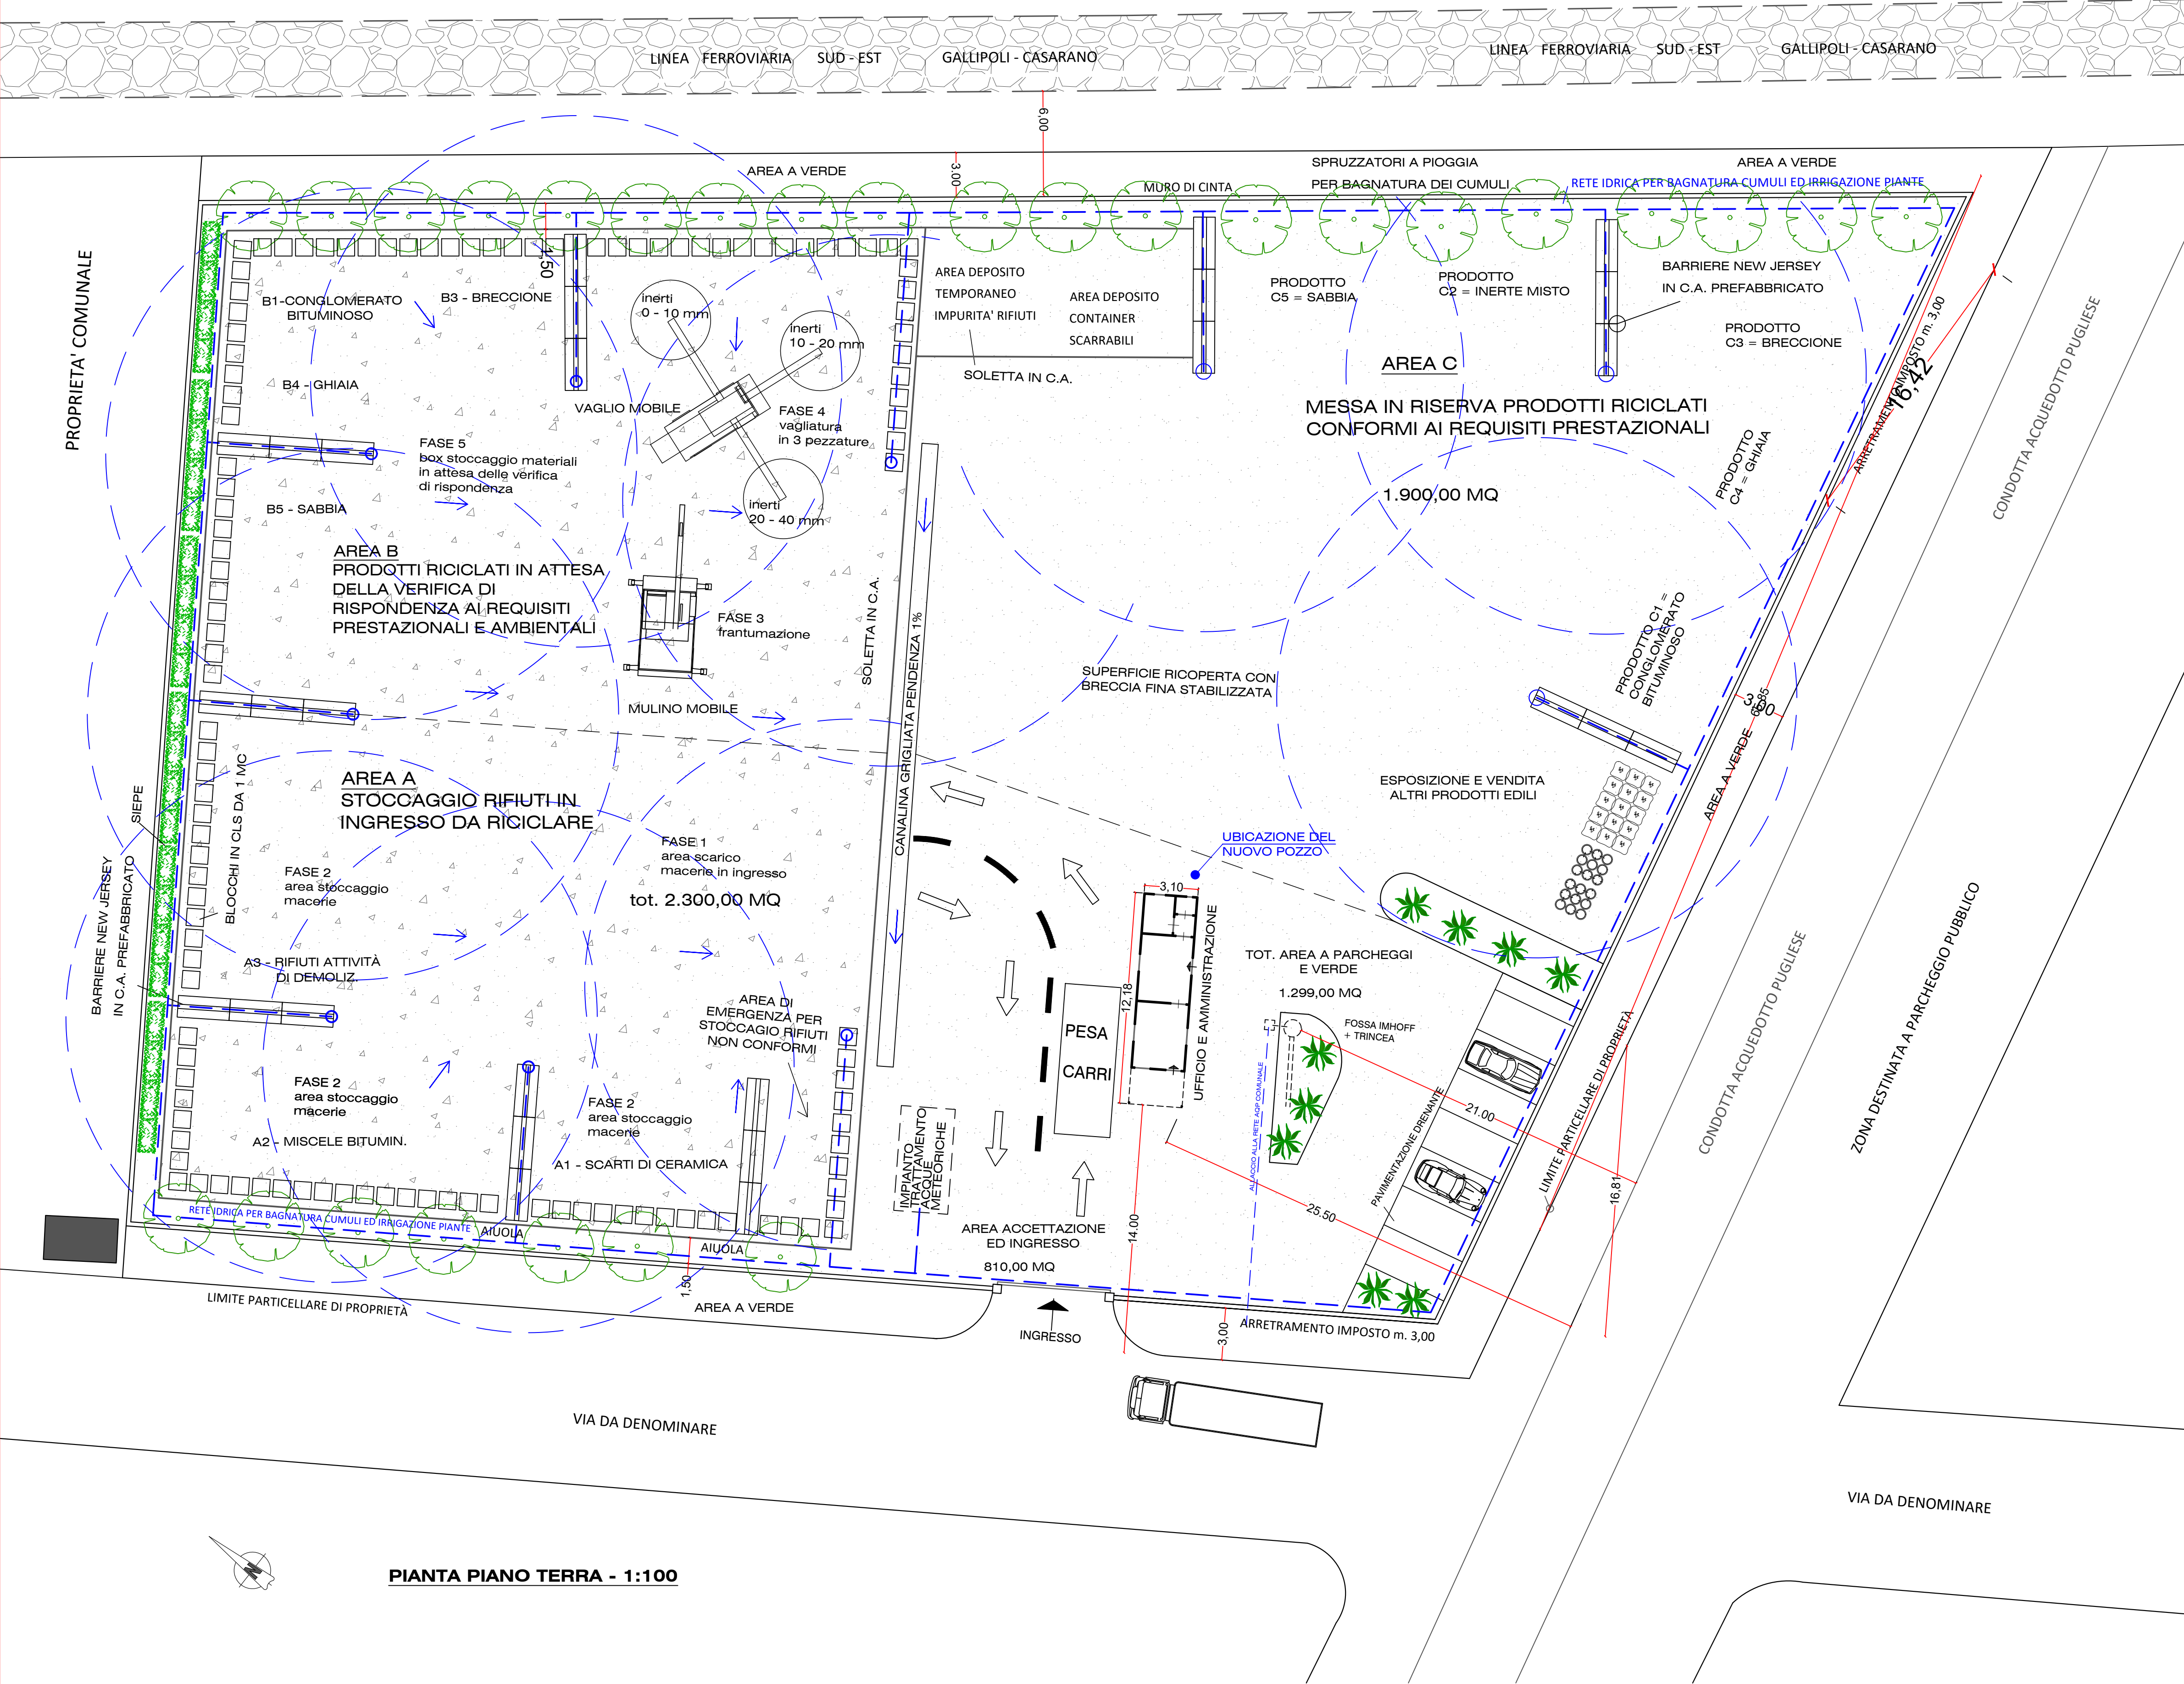 LINEA FERROVIARIA SUD - EST GALLIPOLI - CASARANO
LINEA FERROVIARIA SUD - EST GALLIPOLI - CASARANO
6,00
3.00
AREA A VERDE
MURO DI CINTA
SPRUZZATORI A PIOGGIA
PER BAGNATURA DEI CUMULI
AREA A VERDE
RETE IDRICA PER BAGNATURA CUMULI ED IRRIGAZIONE PIANTE
PROPRIETA' COMUNALE
1,50
B1-CONGLOMERATO
BITUMINOSO
B3 - BRECCIONE
inerti
0 - 10 mm
inerti
10 - 20 mm
AREA DEPOSITO
TEMPORANEO
IMPURITA' RIFIUTI
AREA DEPOSITO
CONTAINER
SCARRABILI
SOLETTA IN C.A.
PRODOTTO
C5 = SABBIA
PRODOTTO
C2 = INERTE MISTO
BARRIERE NEW JERSEY
IN C.A. PREFABBRICATO
PRODOTTO
C3 = BRECCIONE
ARRETRAMENTO IMPOSTO m. 3,00
16,42
CONDOTTA ACQUEDOTTO PUGLIESE
B4 - GHIAIA
VAGLIO MOBILE
FASE 4
vagliatura
in 3 pezzature
AREA C
MESSA IN RISERVA PRODOTTI RICICLATI
CONFORMI AI REQUISITI PRESTAZIONALI
1.900,00 MQ
PRODOTTO
C4 = GHIAIA
FASE 5
box stoccaggio materiali
in attesa delle verifica
di rispondenza
B5 - SABBIA
inerti
20 - 40 mm
AREA B
PRODOTTI RICICLATI IN ATTESA
DELLA VERIFICA DI
RISPONDENZA AI REQUISITI
PRESTAZIONALI E AMBIENTALI
FASE 3
frantumazione
MULINO MOBILE
SOLETTA IN C.A.
CANALINA GRIGLIATA PENDENZA 1%
SUPERFICIE RICOPERTA CON
BRECCIA FINA STABILIZZATA
PRODOTTO C1 =
CONGLOMERATO
BITUMINOSO
3,00
AREA A VERDE
ESPOSIZIONE E VENDITA
ALTRI PRODOTTI EDILI
AREA A
STOCCAGGIO RIFIUTI IN
INGRESSO DA RICICLARE
SIEPE
BARRIERE NEW JERSEY
IN C.A. PREFABBRICATO
BLOCCHI IN CLS DA 1 MC
FASE 1
area scarico
macerie in ingresso
tot. 2.300,00 MQ
FASE 2
area stoccaggio
macerie
A3 - RIFIUTI ATTIVITÀ
DI DEMOLIZ.
UBICAZIONE DEL
NUOVO POZZO
3,10
12,18
UFFICIO E AMMINISTRAZIONE
TOT. AREA A PARCHEGGI
E VERDE
1.299,00 MQ
FOSSA IMHOFF
+ TRINCEA
PESA
CARRI
AREA DI
EMERGENZA PER
STOCCAGIO RIFIUTI
NON CONFORMI
FASE 2
area stoccaggio
macerie
A2 - MISCELE BITUMIN.
FASE 2
area stoccaggio
macerie
A1 - SCARTI DI CERAMICA
IMPIANTO
TRATTAMENTO
ACQUE
METEORICHE
ALLACCIO ALLA RETE AQP COMUNALE
PAVIMENTAZIONE DRENANTE
21.00
25.50
16,81
14.00
LIMITE PARTICELLARE DI PROPRIETÀ
CONDOTTA ACQUEDOTTO PUGLIESE
ZONA DESTINATA A PARCHEGGIO PUBBLICO
RETE IDRICA PER BAGNATURA CUMULI ED IRRIGAZIONE PIANTE
AIUOLA
AIUOLA
1.50
AREA A VERDE
AREA ACCETTAZIONE
ED INGRESSO
810,00 MQ
INGRESSO
3,00
ARRETRAMENTO IMPOSTO m. 3,00
LIMITE PARTICELLARE DI PROPRIETÀ
VIA DA DENOMINARE
VIA DA DENOMINARE
PIANTA PIANO TERRA - 1:100